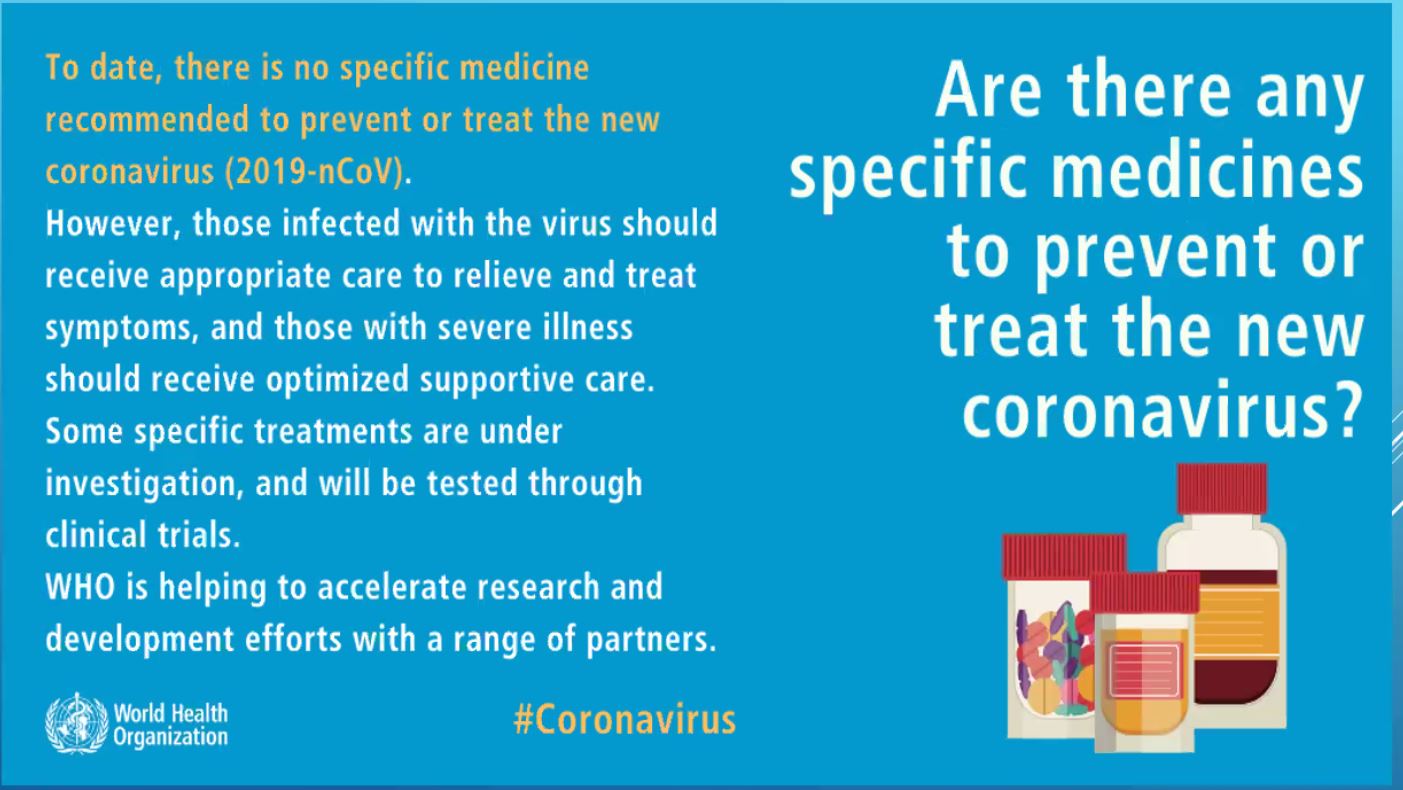 To date, there is no specific medicine
recommended to prevent or treat the new
coronavirus (2019-nCoV).
However, those infected with the virus should
receive appropriate care to relieve and treat
symptoms, and those with severe illness
should receive optimized supportive care.
Some specific treatments are under
investigation, and will be tested through
clinical trials.
WHO is helping to accelerate research and
development efforts with a range of partners.
World Health
Organization
#Coronavirus
Are there any
specific medicines
to prevent or
treat the new
coronavirus?